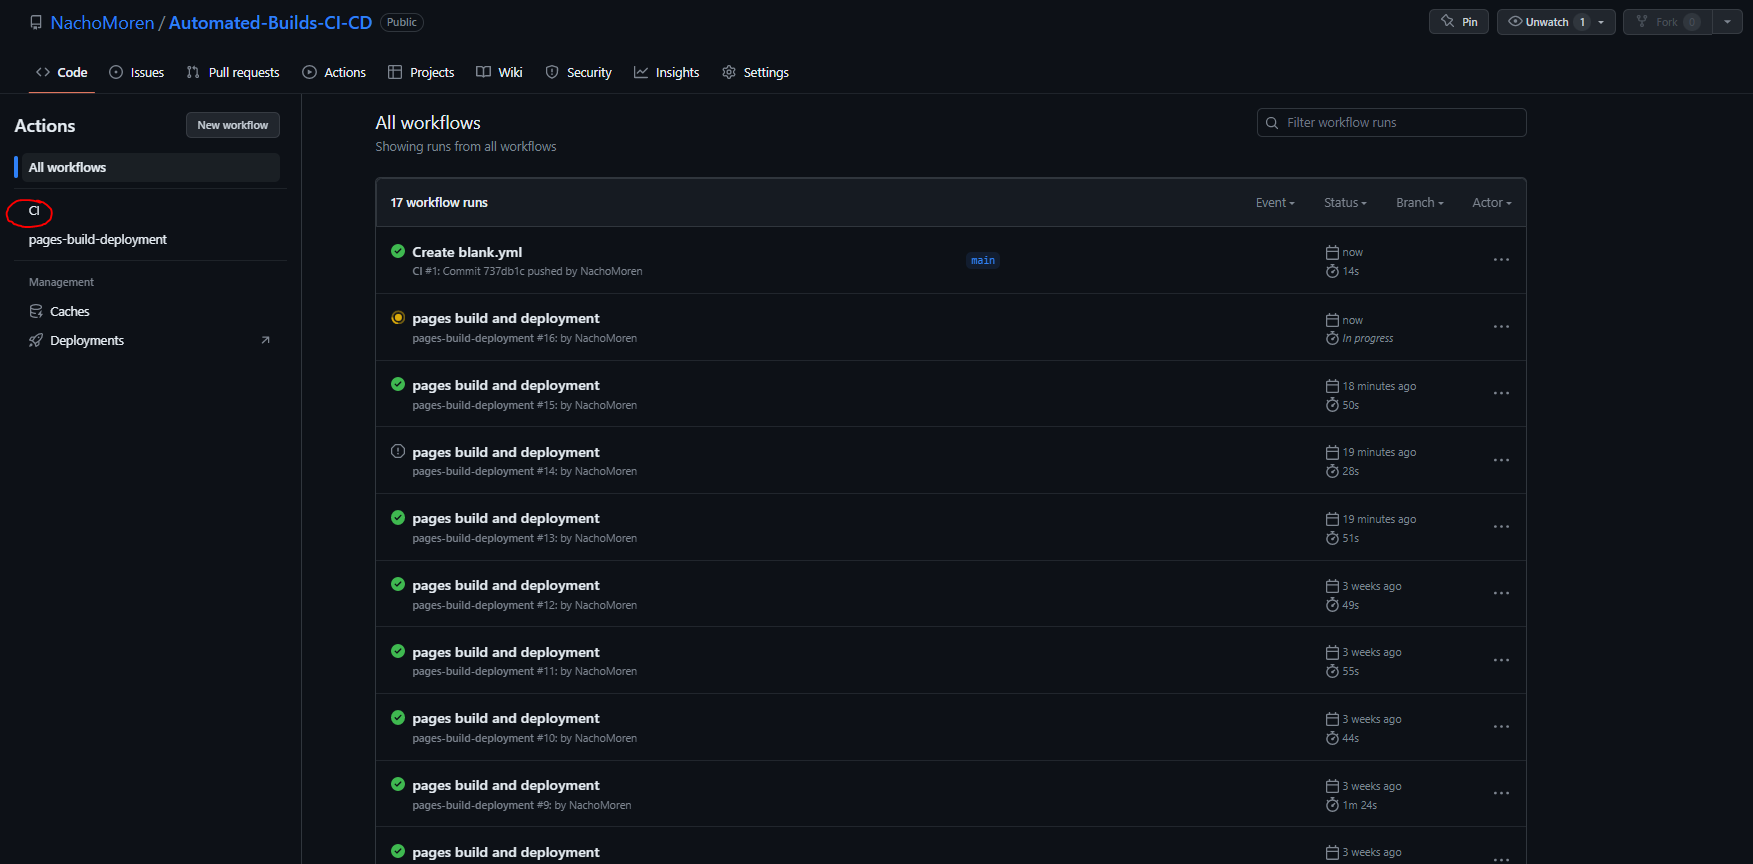 NachoMoren / Automated-Builds-CI-CD Public
Pin Unwatch 1 Fork 0
Code Issues Pull requests Actions Projects Wiki Security Insights Settings
Actions
New workflow
All workflows
CI
pages-build-deployment
Management
Caches
Deployments
All workflows
Showing runs from all workflows
Filter workflow runs
17 workflow runs
Event Status Branch Actor
Create blank.yml
CI #1: Commit 737db1c pushed by NachoMoren
main
now
14s
pages build and deployment
pages-build-deployment #16: by NachoMoren
now
In progress
pages build and deployment
pages-build-deployment #15: by NachoMoren
18 minutes ago
50s
pages build and deployment
pages-build-deployment #14: by NachoMoren
19 minutes ago
28s
pages build and deployment
pages-build-deployment #13: by NachoMoren
19 minutes ago
51s
pages build and deployment
pages-build-deployment #12: by NachoMoren
3 weeks ago
49s
pages build and deployment
pages-build-deployment #11: by NachoMoren
3 weeks ago
55s
pages build and deployment
pages-build-deployment #10: by NachoMoren
3 weeks ago
44s
pages build and deployment
pages-build-deployment #9: by NachoMoren
3 weeks ago
1m 24s
pages build and deployment
3 weeks ago